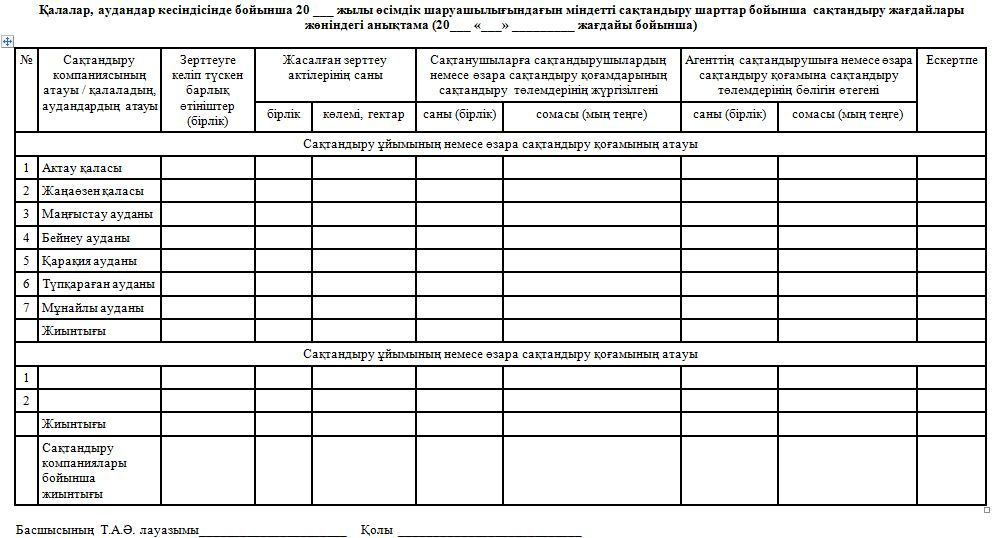 Қалалар, аудандар кесіндісінде бойынша 20 ___ жылы өсімдік шаруашылығындағын міндетті сақтандыру шарттар бойынша сақтандыру жағдайлары
жөніндегі анықтама (20___ «___» __________ жағдайы бойынша)
№
Сақтандыру
компаниясының
атауы / қалаладың,
аудандардың атауы
Зерттеуге
келіп түскен
барлық
өтініштер
(бірлік)
Жасалған зерттеу
актілерінің саны
Сақтанушыларға сақтандырушылардың
немесе өзара сақтандыру қоғамдарының
сақтандыру төлемдерінің жүргізілгені
Агенттің сақтандырушыға немесе өзара
сақтандыру қоғамына сақтандыру
төлемдерінің бөлігін өтегені
Ескертпе
бірлік
көлемі, гектар
саны (бірлік)
сомасы (мың теңге)
саны (бірлік)
сомасы (мың теңге)
Сақтандыру ұйымының немесе өзара сақтандыру қоғамының атауы
1 Актау қаласы
2 Жаңаөзен қаласы
3 Маңғыстау ауданы
4 Бейнеу ауданы
5 Қарақия ауданы
6 Түпқараған ауданы
7 Мұнайлы ауданы
Жиынтығы
Сақтандыру ұйымының немесе өзара сақтандыру қоғамының атауы
1
2
Жиынтығы
Сақтандыру
компаниялары
бойынша
жиынтығы
Басшысының Т.А.Ә. лауазымы_______________________ Қолы ____________________________